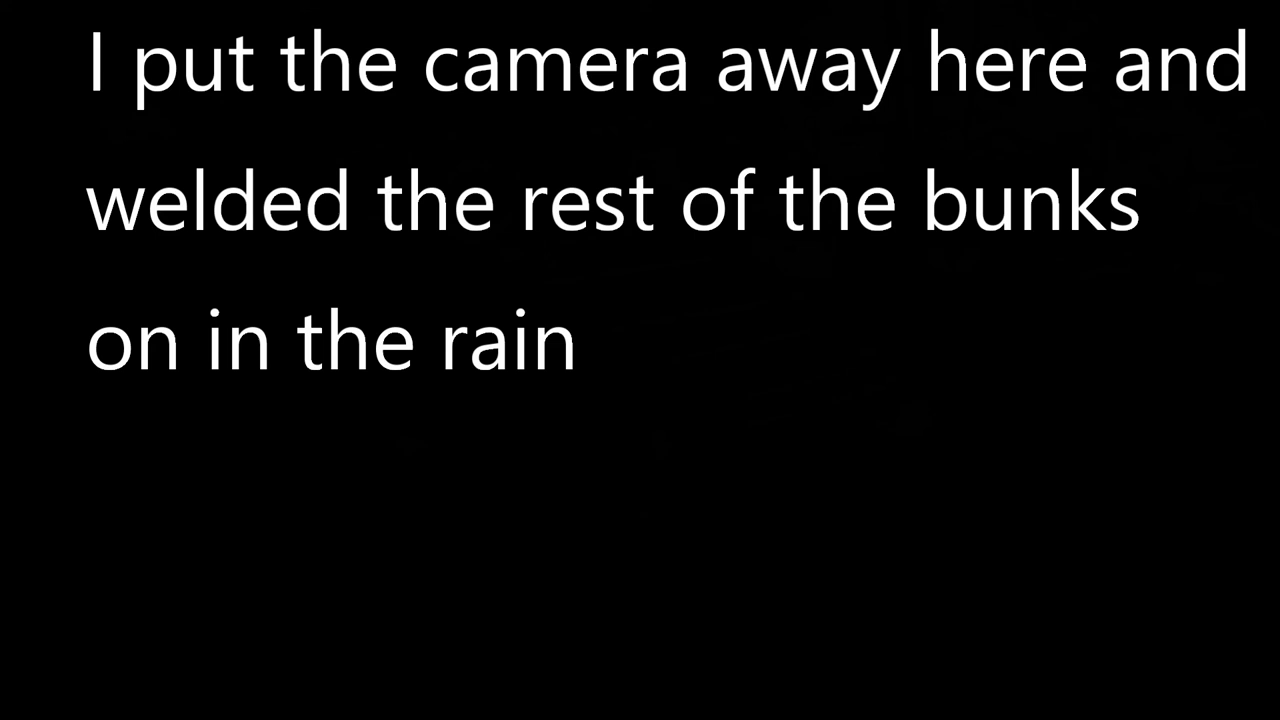 I put the camera away here and
welded the rest of the bunks
on in the rain